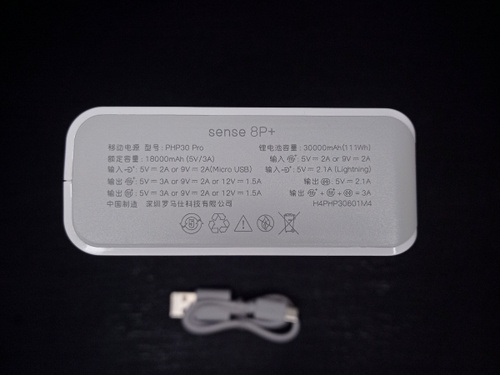 sense 8P+
移动电源 型号: PHP30 Pro 锂电池容量: 30000mAh(111Wh)
额定容量: 18000mAh (5V/3A) 输入: 5V=2A or 9V=2A
输入: 5V=2A or 9V=2A(Micro USB) 输入: 5V=2.1A (Lightning)
输出: 5V=3A or 9V=2A or 12V=1.5A 输出: 5V=2.1A
输出: 5V=3A or 9V=2A or 12V=1.5A 输出: + + + =3A
中国制造 深圳罗马仕科技有限公司 H4PHP30601M4